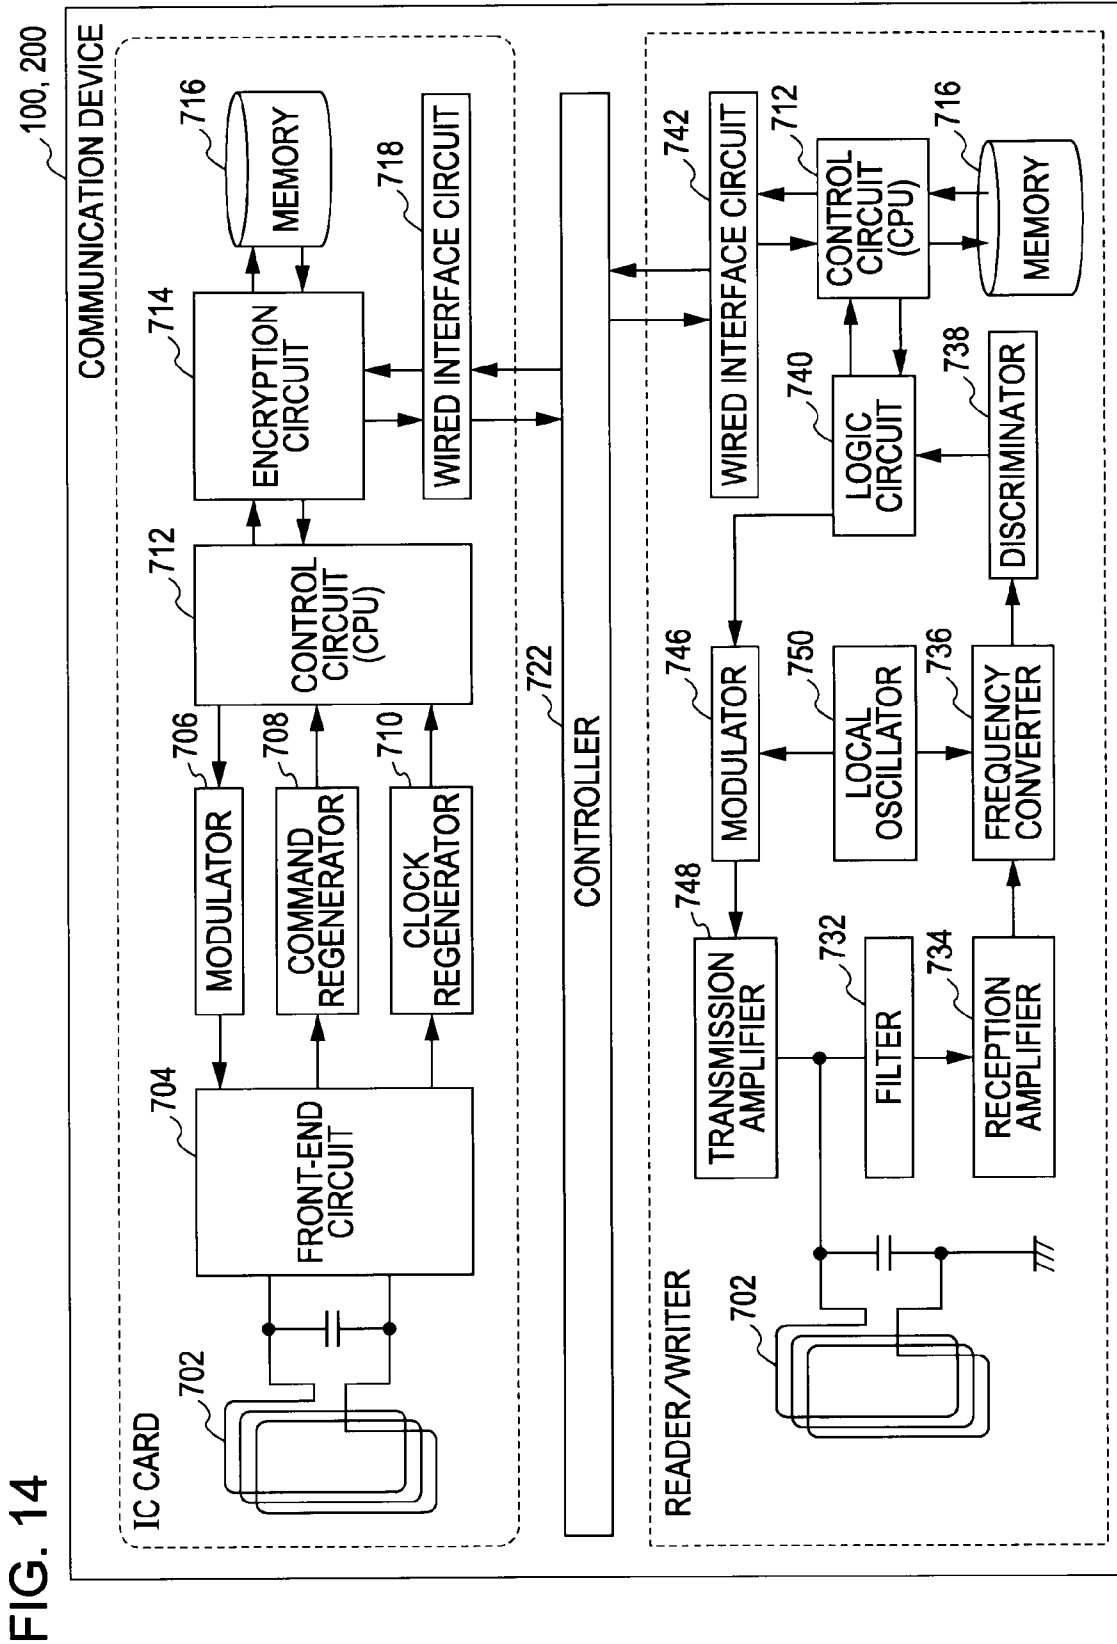 FIG. 14
100, 200
COMMUNICATION DEVICE
IC CARD
702
704
FRONT-END
CIRCUIT
706
MODULATOR
708
COMMAND
REGENERATOR
710
CLOCK
REGENERATOR
712
CONTROL
CIRCUIT
(CPU)
714
ENCRYPTION
CIRCUIT
716
MEMORY
718
WIRED INTERFACE CIRCUIT
722
CONTROLLER
READER/WRITER
702
748
TRANSMISSION
AMPLIFIER
732
FILTER
734
RECEPTION
AMPLIFIER
746
MODULATOR
750
LOCAL
OSCILLATOR
736
FREQUENCY
CONVERTER
740
LOGIC
CIRCUIT
738
DISCRIMINATOR
742
WIRED INTERFACE CIRCUIT
712
CONTROL
CIRCUIT
(CPU)
716
MEMORY